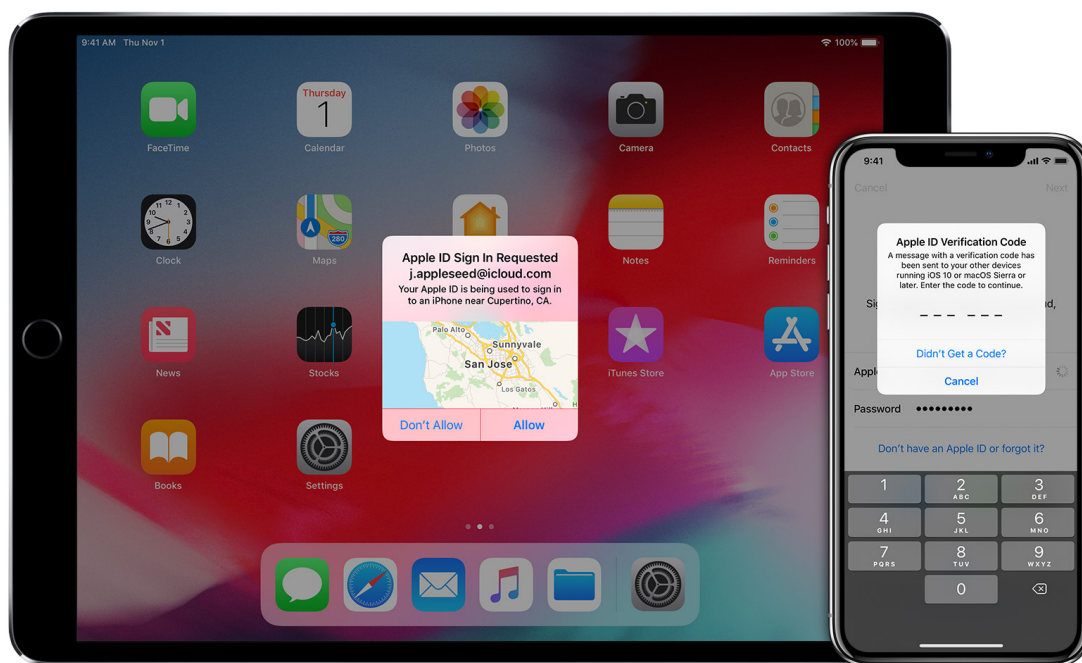 9:41 AM Thu Nov 1
100%
FaceTime
Thursday
1
Calendar
Photos
Camera
Contacts
Clock
280
Maps
Notes
Reminders
News
Stocks
iTunes Store
App Store
Books
Settings
Apple ID Sign In Requested
j.appleseed@icloud.com
Your Apple ID is being used to sign in
to an iPhone near Cupertino, CA.
Palo Alto
Sunnyvale
San Jose
Los Gatos
Don't Allow
Allow
9:41
Cancel
Next
Apple ID Verification Code
A message with a verification code has
been sent to your other devices
running iOS 10 or macOS Sierra or
later. Enter the code to continue.
Didn't Get a Code?
Cancel
Password
Don't have an Apple ID or forgot it?
1
2
ABC
3
DEF
4
GHI
5
JKL
6
MNO
7
PQRS
8
TUV
9
WXYZ
0